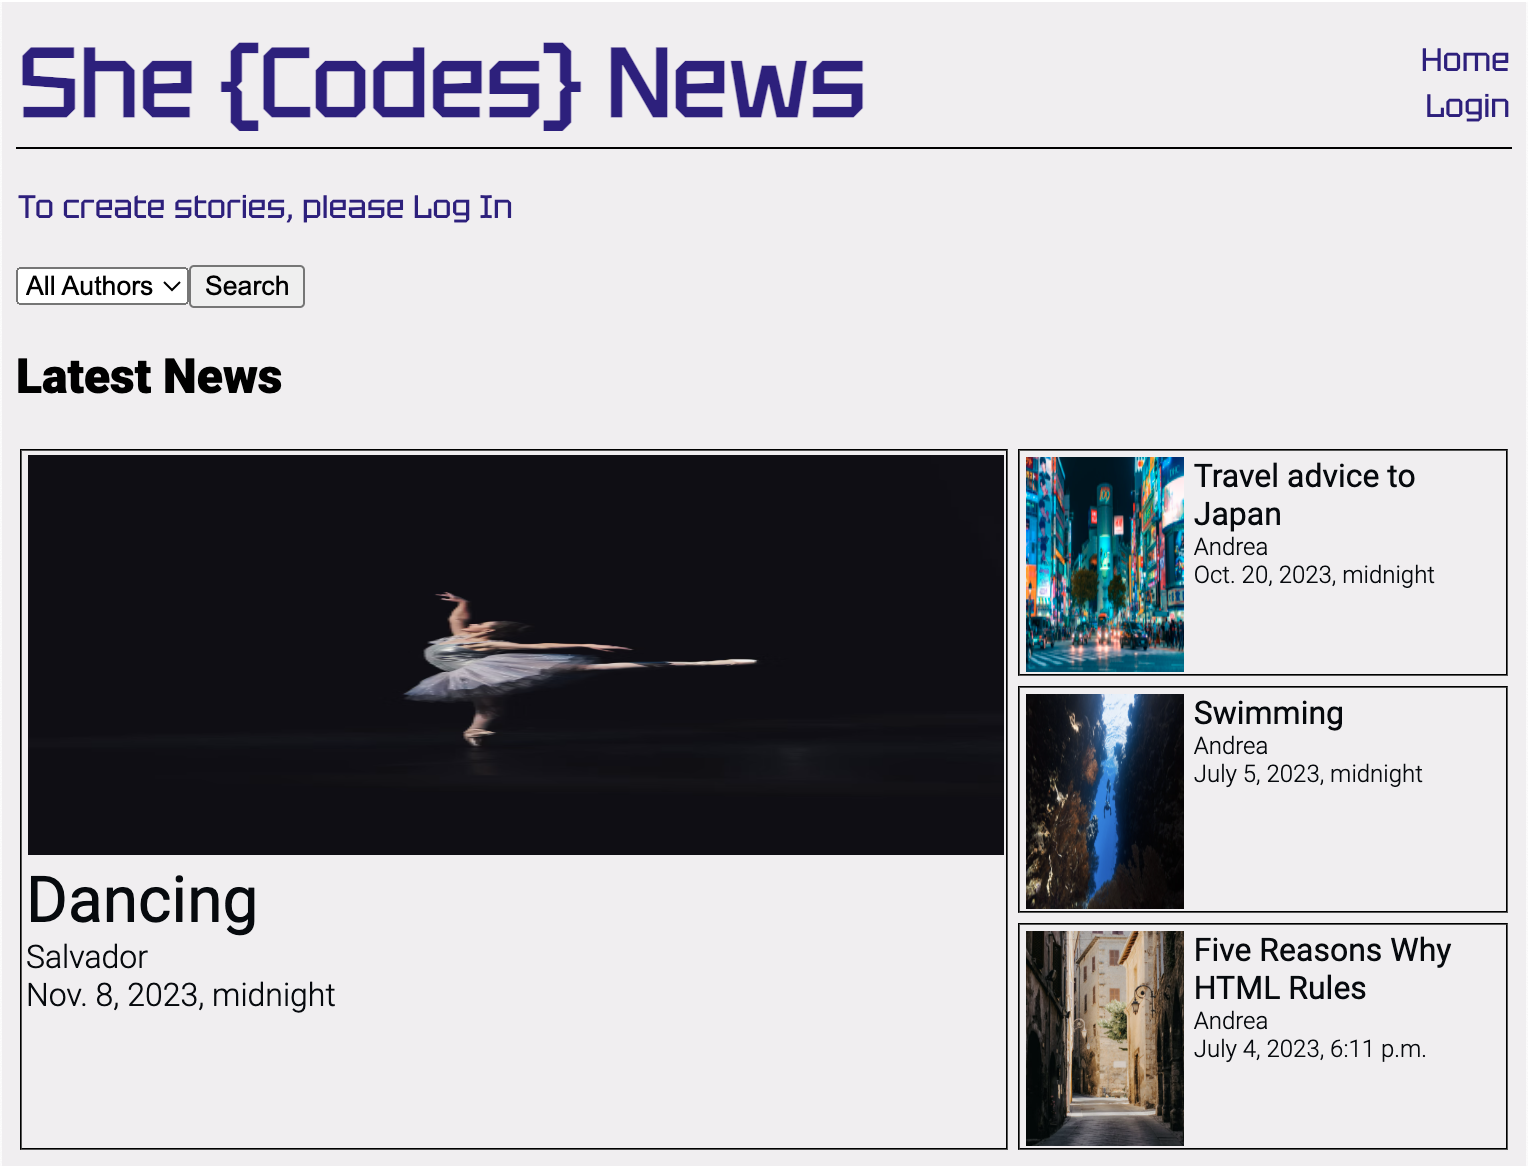 She {Codes} News
Home
Login
To create stories, please Log In
All Authors
Search
Latest News
Dancing
Salvador
Nov. 8, 2023, midnight
Travel advice to
Japan
Andrea
Oct. 20, 2023, midnight
Swimming
Andrea
July 5, 2023, midnight
Five Reasons Why
HTML Rules
Andrea
July 4, 2023, 6:11 p.m.